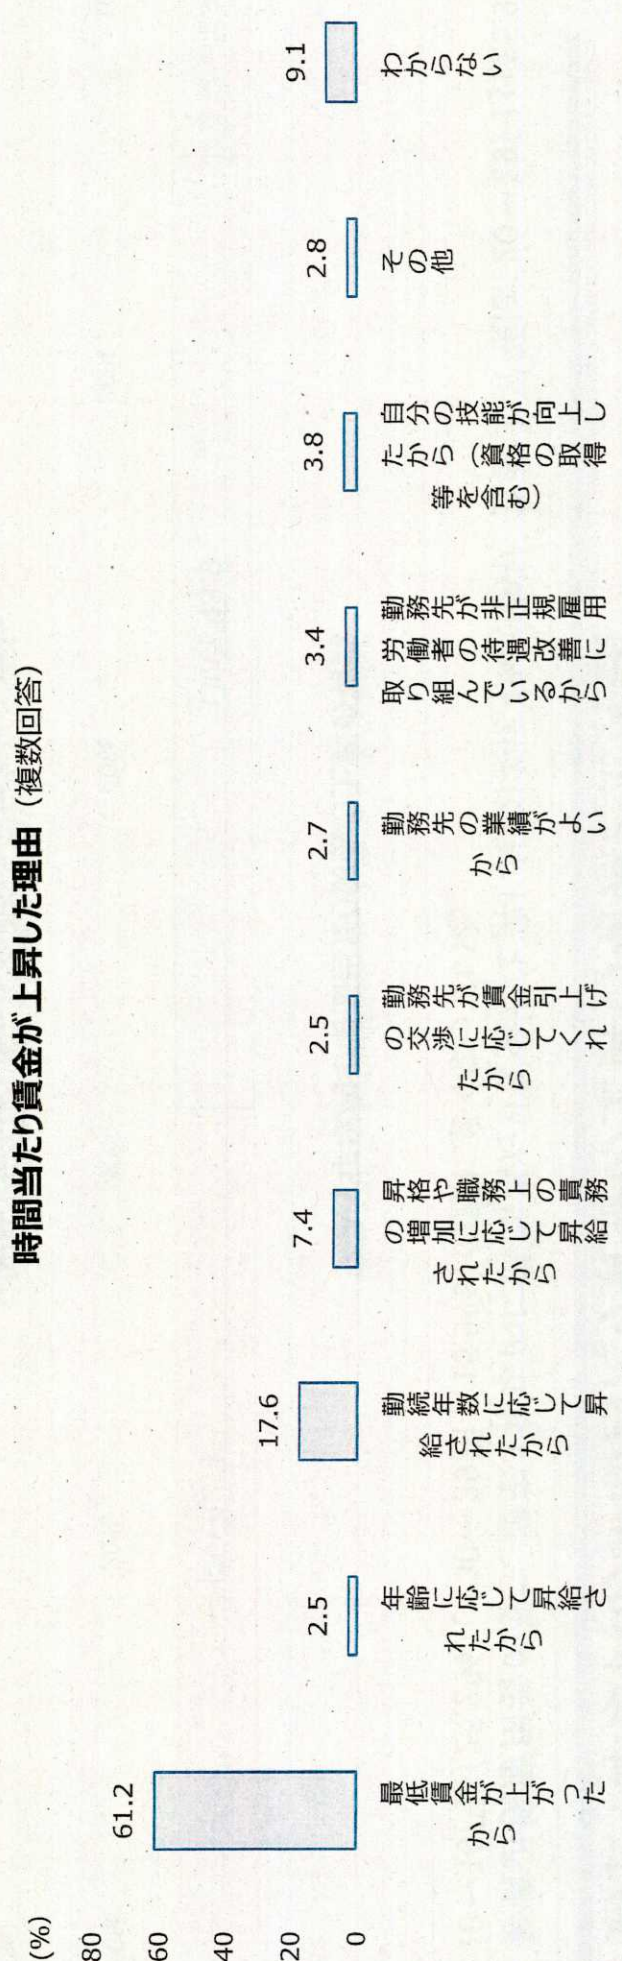 時間当たり賃金が上昇した理由（複数回答）
(%)
80
60
40
20
0
61.2
2.5
17.6
7.4
2.5
2.7
3.4
3.8
2.8
9.1
最低賃金が上がった
から
年齢に応じて昇給さ
れたから
勤続年数に応じて昇
給されたから
昇格や職務上の責務
の増加に応じて昇給
されたから
勤務先が賃金引上げ
の交渉に応じてくれ
たから
勤務先の業績がよい
から
勤務先が非正規雇用
労働者の待遇改善に
取り組んでいるから
自分の技能が向上し
たから（資格の取得
等を含む）
その他
わからない